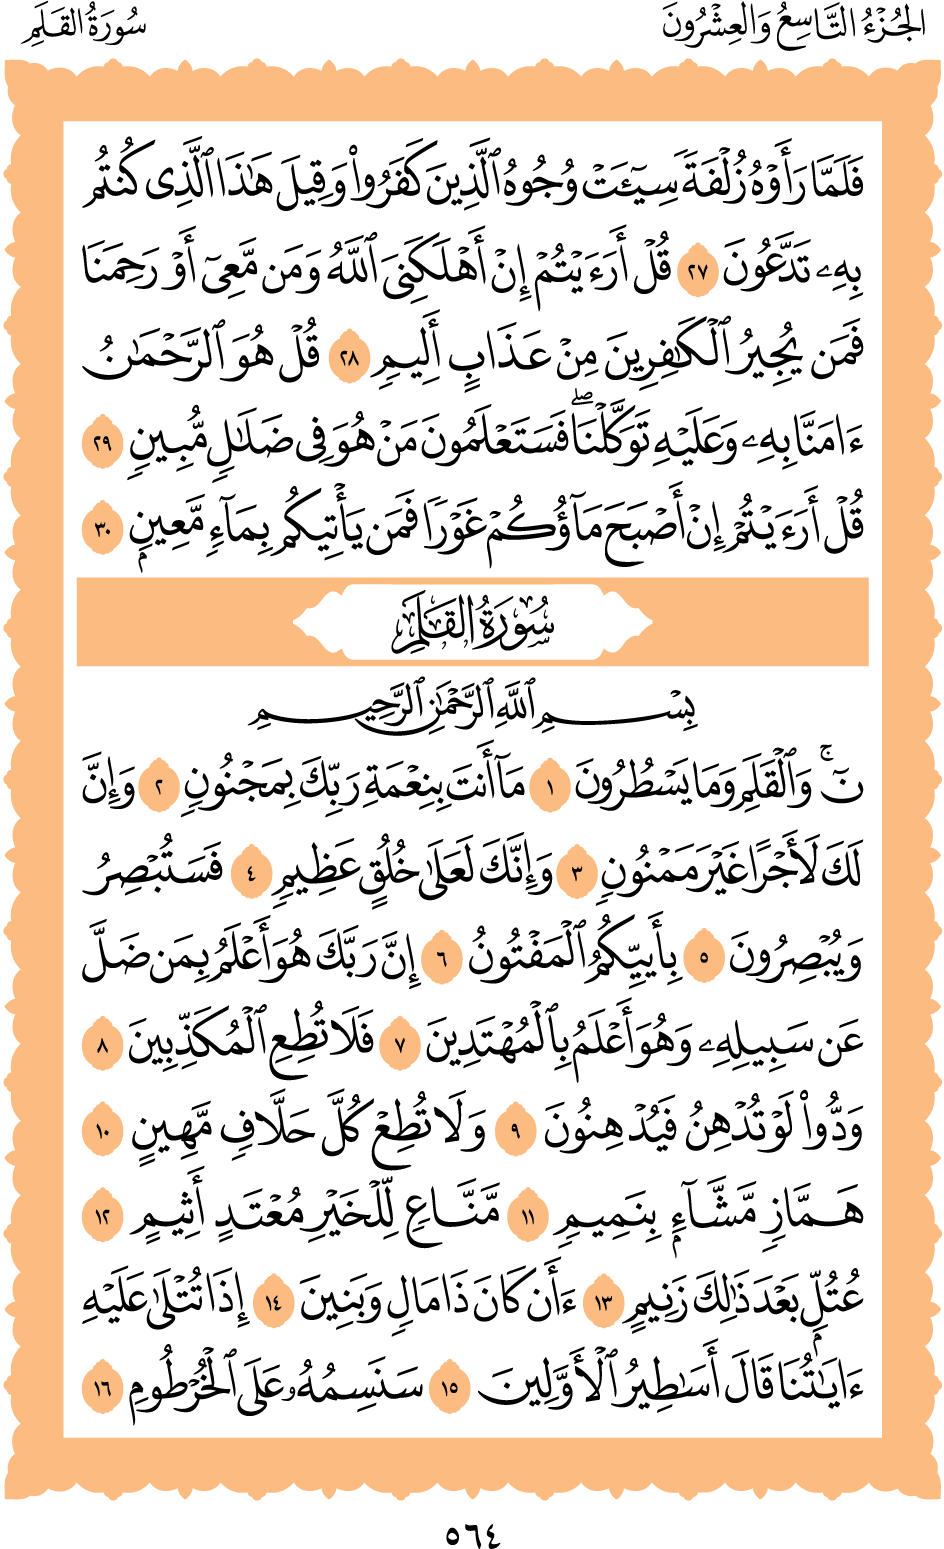 الجُزْءُ التَّاسِعُ وَالعِشْرُونَ
سُورَةُ القَلَمِ
فَلَمَّا رَأَوْهُ زُلْفَةً سِيٓـَٔتْ وُجُوهُ ٱلَّذِينَ كَفَرُوا۟ وَقِيلَ هَٰذَا ٱلَّذِى كُنتُم
بِهِۦ تَدَّعُونَ ٢٧ قُلْ أَرَءَيْتُمْ إِنْ أَهْلَكَنِىَ ٱللَّهُ وَمَن مَّعِىٓ أَوْ رَحِمَنَا
فَمَن يُجِيرُ ٱلْكَٰفِرِينَ مِنْ عَذَابٍ أَلِيمٍ ٢٨ قُلْ هُوَ ٱلرَّحْمَٰنُ
ءَامَنَّا بِهِۦ وَعَلَيْهِ تَوَكَّلْنَا ۖ فَسَتَعْلَمُونَ مَنْ هُوَ فِى ضَلَٰلٍ مُّبِينٍ ٢٩
قُلْ أَرَءَيْتُمْ إِنْ أَصْبَحَ مَآؤُكُمْ غَوْرًا فَمَن يَأْتِيكُم بِمَآءٍ مَّعِينٍۭ ٣٠
سُورَةُ القَلَمِ
بِسْمِ ٱللَّهِ ٱلرَّحْمَٰنِ ٱلرَّحِيمِ
نٓ ۚ وَٱلْقَلَمِ وَمَا يَسْطُرُونَ ١ مَآ أَنتَ بِنِعْمَةِ رَبِّكَ بِمَجْنُونٍ ٢ وَإِنَّ
لَكَ لَأَجْرًا غَيْرَ مَمْنُونٍ ٣ وَإِنَّكَ لَعَلَىٰ خُلُقٍ عَظِيمٍ ٤ فَسَتُبْصِرُ
وَيُبْصِرُونَ ٥ بِأَييِّكُمُ ٱلْمَفْتُونُ ٦ إِنَّ رَبَّكَ هُوَ أَعْلَمُ بِمَن ضَلَّ
عَن سَبِيلِهِۦ وَهُوَ أَعْلَمُ بِٱلْمُهْتَدِينَ ٧ فَلَا تُطِعِ ٱلْمُكَذِّبِينَ ٨
وَدُّوا۟ لَوْ تُدْهِنُ فَيُدْهِنُونَ ٩ وَلَا تُطِعْ كُلَّ حَلَّافٍ مَّهِينٍ ١٠
هَمَّازٍ مَّشَّآءٍۭ بِنَمِيمٍ ١١ مَّنَّاعٍ لِّلْخَيْرِ مُعْتَدٍ أَثِيمٍ ١٢
عُتُلٍّۭ بَعْدَ ذَٰلِكَ زَنِيمٍ ١٣ ءَأَن كَانَ ذَا مَالٍ وَبَنِينَ ١٤ إِذَا تُتْلَىٰ عَلَيْهِ
ءَايَٰتُنَا قَالَ أَسَٰطِيرُ ٱلْأَوَّلِينَ ١٥ سَنَسِمُهُۥ عَلَى ٱلْخُرْطُومِ ١٦
٥٦٤